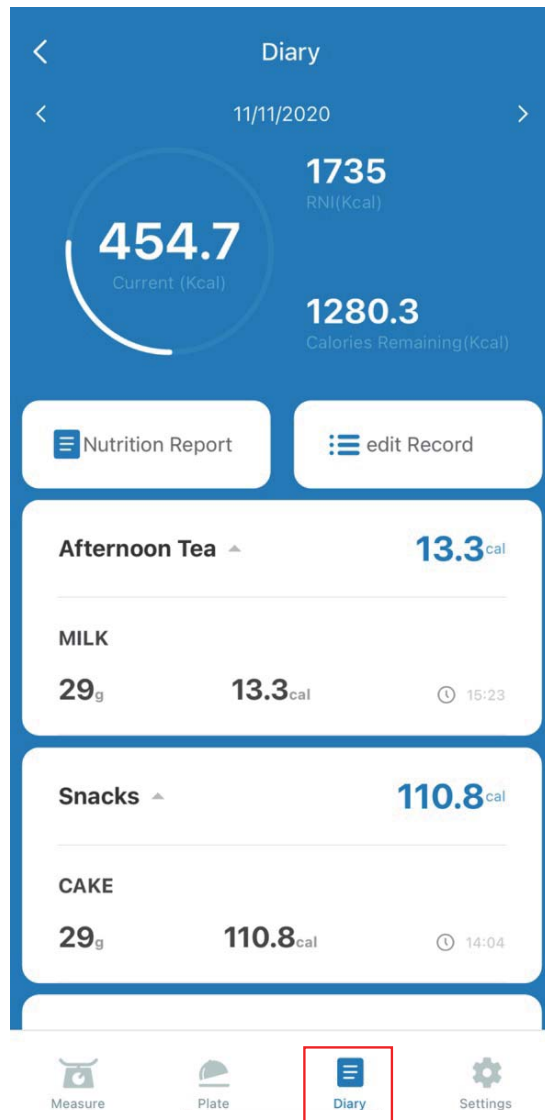 Diary
11/11/2020
454.7
Current (Kcal)
1735
RNI(Kcal)
1280.3
Calories Remaining(Kcal)
Nutrition Report
edit Record
Afternoon Tea 13.3cal
MILK
29g 13.3cal 15:23
Snacks 110.8cal
CAKE
29g 110.8cal 14:04
Measure Plate Diary Settings